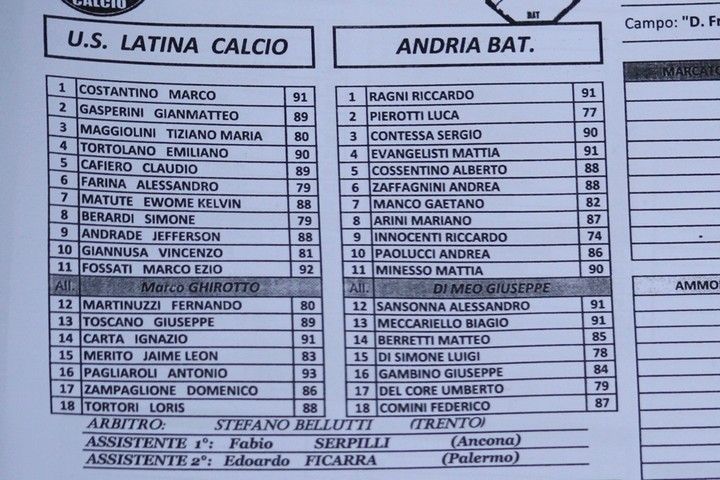 CALCIO
BAT
Campo: "D. Fr
U.S. LATINA CALCIO
ANDRIA BAT.
MARCATO
1 COSTANTINO MARCO 91
2 GASPERINI GIANMATTEO 89
3 MAGGIOLINI TIZIANO MARIA 80
4 TORTOLANO EMILIANO 90
5 CAFIERO CLAUDIO 89
6 FARINA ALESSANDRO 79
7 MATUTE EWOME KELVIN 88
8 BERARDI SIMONE 79
9 ANDRADE JEFFERSON 88
10 GIANNUSA VINCENZO 81
11 FOSSATI MARCO EZIO 92
All. Marco GHIROTTO
12 MARTINUZZI FERNANDO 80
13 TOSCANO GIUSEPPE 89
14 CARTA IGNAZIO 91
15 MERITO JAIME LEON 83
16 PAGLIAROLI ANTONIO 93
17 ZAMPAGLIONE DOMENICO 86
18 TORTORI LORIS 88
1 RAGNI RICCARDO 91
2 PIEROTTI LUCA 77
3 CONTESSA SERGIO 90
4 EVANGELISTI MATTIA 91
5 COSSENTINO ALBERTO 88
6 ZAFFAGNINI ANDREA 88
7 MANCO GAETANO 82
8 ARINI MARIANO 87
9 INNOCENTI RICCARDO 74
10 PAOLUCCI ANDREA 86
11 MINESSO MATTIA 90
All. DI MEO GIUSEPPE
12 SANSONNA ALESSANDRO 91
13 MECCARIELLO BIAGIO 91
14 BERRETTI MATTEO 85
15 DI SIMONE LUIGI 78
16 GAMBINO GIUSEPPE 84
17 DEL CORE UMBERTO 79
18 COMINI FEDERICO 87
AMMO
ARBITRO: STEFANO BELLUTTI (TRENTO)
ASSISTENTE 1°: Fabio SERPILLI (Ancona)
ASSISTENTE 2°: Edoardo FICARRA (Palermo)